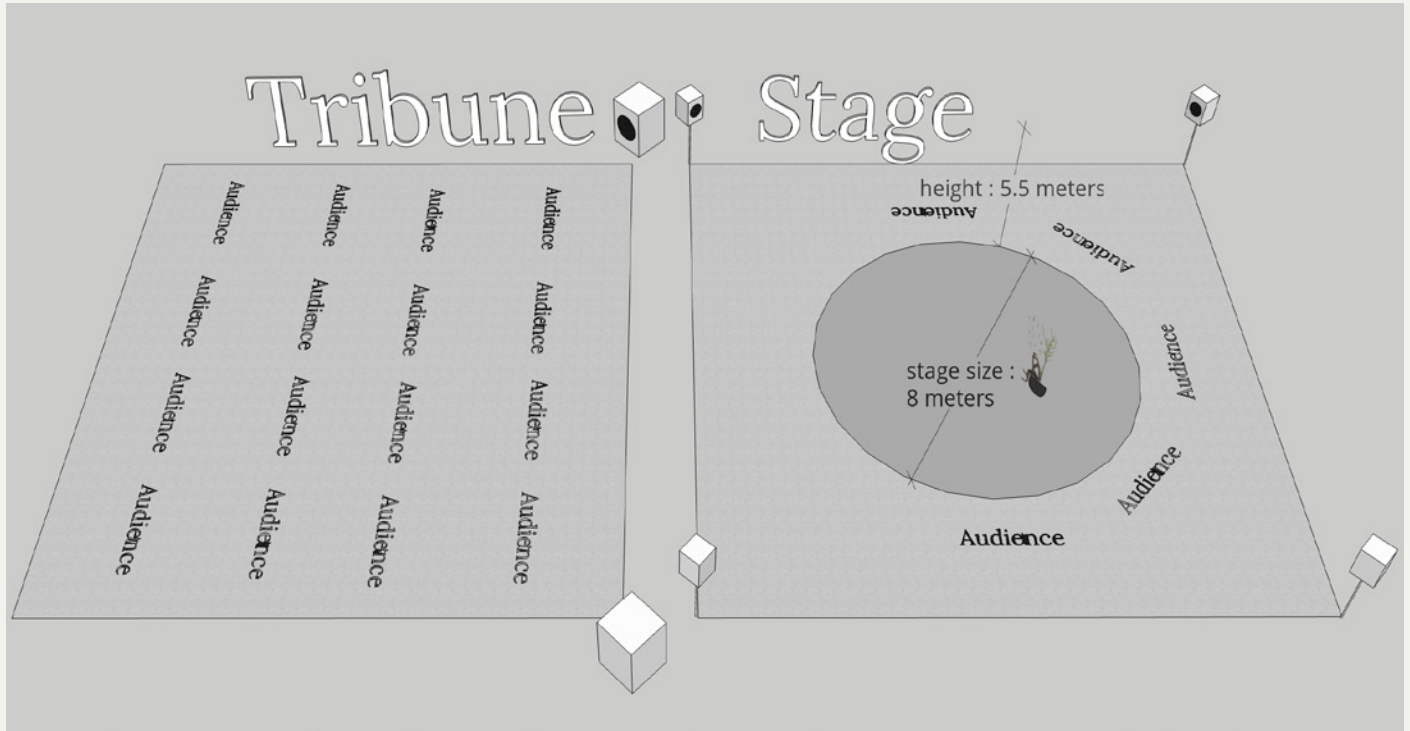 Tribune
Stage
Audience Audience Audience Audience
Audience Audience Audience Audience
Audience Audience Audience Audience
Audience Audience Audience Audience
height : 5.5 meters
Audience
Audience
Audience
stage size :
8 meters
Audience
Audience